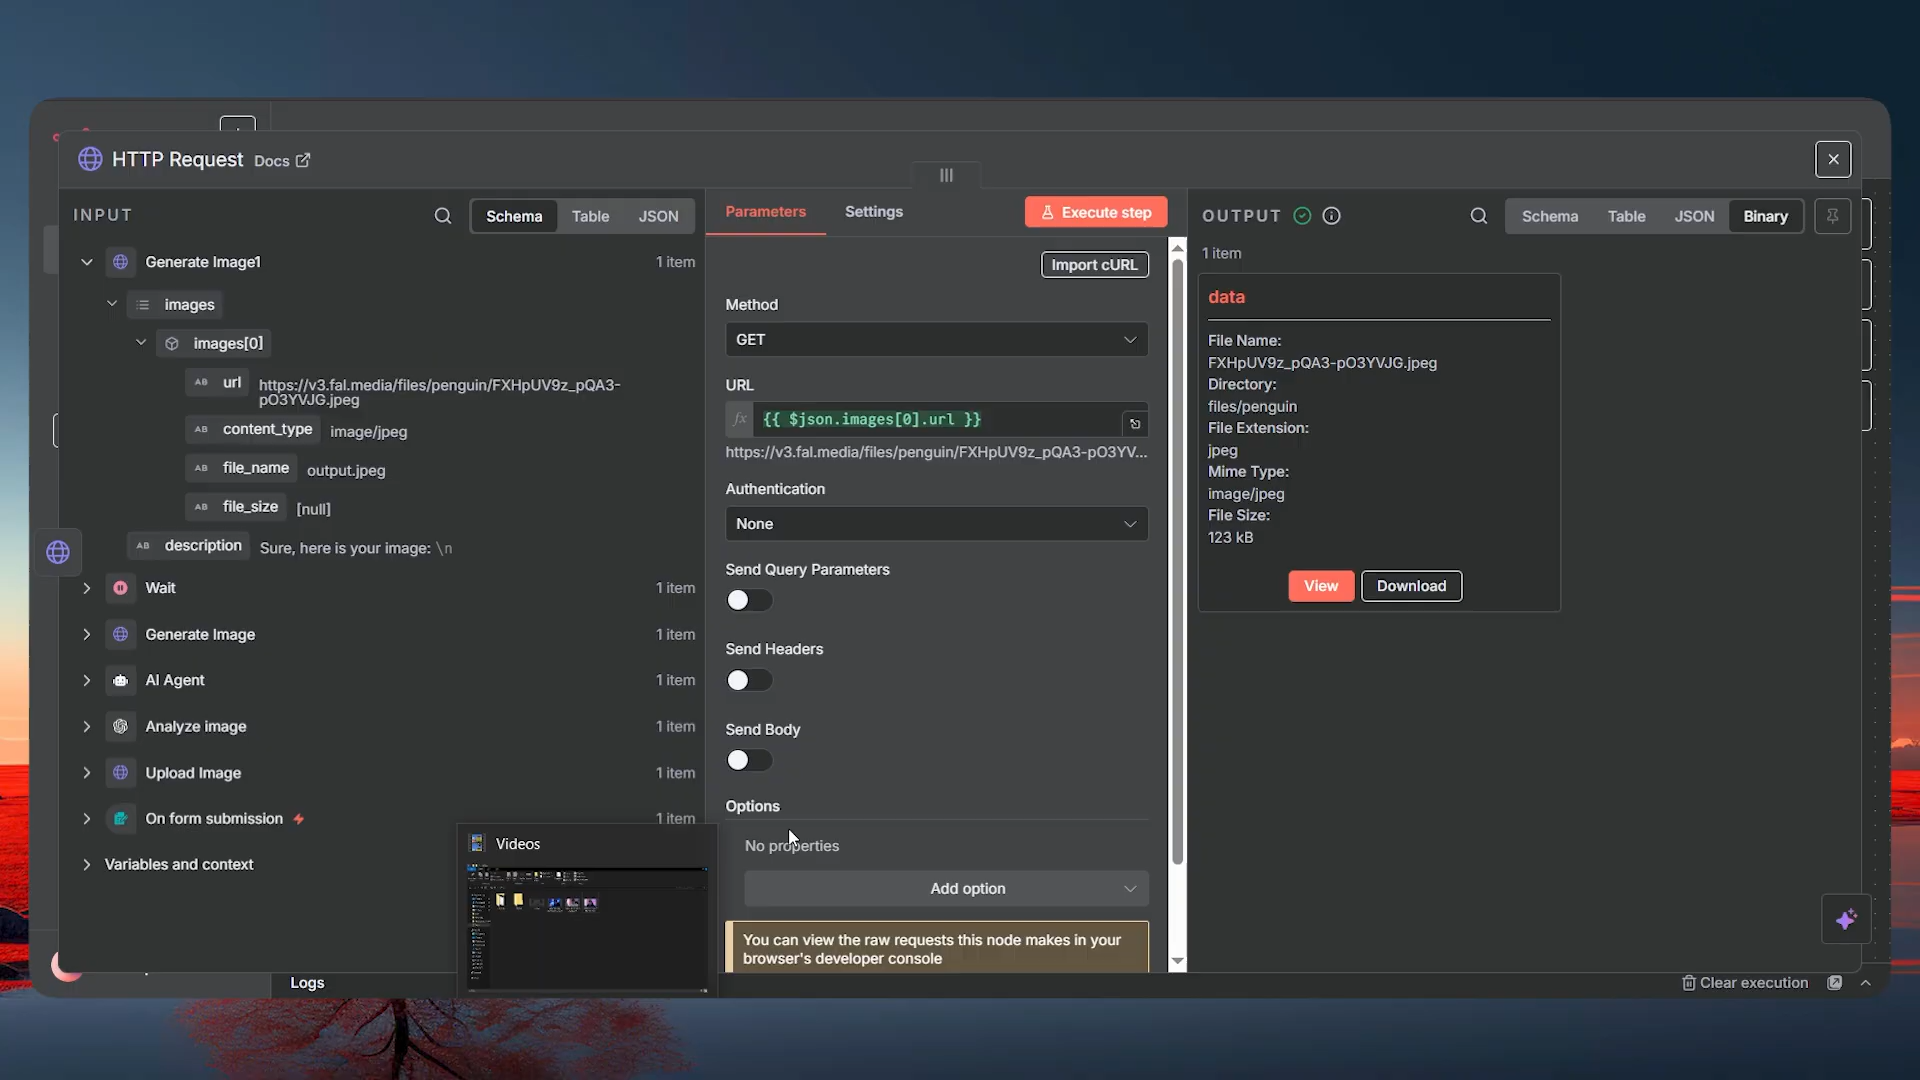 HTTP Request Docs
INPUT
Schema Table JSON
Generate Image1 1 item
images
images[0]
AB url https://v3.fal.media/files/penguin/FXHpUV9z_pQA3-
pO3YVJG.jpeg
AB content_type image/jpeg
AB file_name output.jpeg
AB file_size [null]
AB description Sure, here is your image: \n
Wait 1 item
Generate Image 1 item
AI Agent 1 item
Analyze image 1 item
Upload Image 1 item
On form submission 1 item
Variables and context
Videos
Logs
Parameters Settings Execute step
Import cURL
Method
GET
URL
fx {{ $json.images[0].url }}
https://v3.fal.media/files/penguin/FXHpUV9z_pQA3-pO3YV...
Authentication
None
Send Query Parameters
Send Headers
Send Body
Options
No properties
Add option
You can view the raw requests this node makes in your
browser's developer console
OUTPUT
Schema Table JSON Binary
1 item
data
File Name:
FXHpUV9z_pQA3-pO3YVJG.jpeg
Directory:
files/penguin
File Extension:
jpeg
Mime Type:
image/jpeg
File Size:
123 kB
View Download
Clear execution